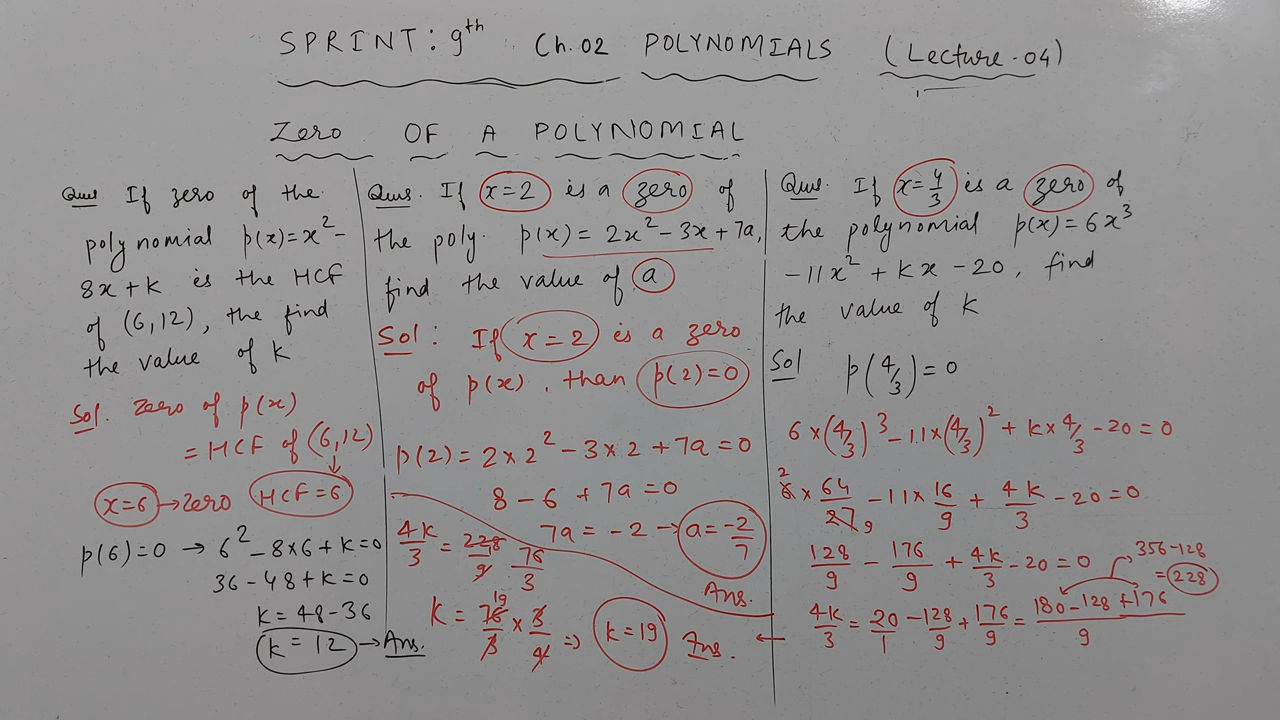 SPRINT: 9th Ch. 02 POLYNOMIALS (Lecture-04)
Zero OF A POLYNOMIAL
Ques If zero of the
polynomial p(x)=x²-
8x+k is the HCF
of (6,12), the find
the value of k
Sol. Zero of p(x)
= HCF of (6,12)
x=6 → zero HCF=6
p(6)=0 → 6²-8×6+k=0
36-48+k=0
k=48-36
k=12 → Ans.
Ques. If x=2 is a zero of
the poly. p(x)=2x²-3x+7a,
find the value of a
Sol: If x=2 is a zero
of p(x), than p(2)=0
p(2)=2×2²-3×2+7a=0
8-6+7a=0
7a=-2 → a=-2/7
Ans.
Ques. If x=4/3 is a zero of
the polynomial p(x)=6x³
-11x²+kx-20, find
the value of k
Sol p(4/3)=0
6×(4/3)³-11×(4/3)²+k×4/3-20=0
2 6×64/27 9-11×16/9+4k/3-20=0
128/9-176/9+4k/3-20=0
356-128
=228
4k/3=20/1-128/9+176/9=180-128+176/9
4k/3=228/9 76/3
k=76/3 19×3/4 ⇒ k=19 Ans. ←